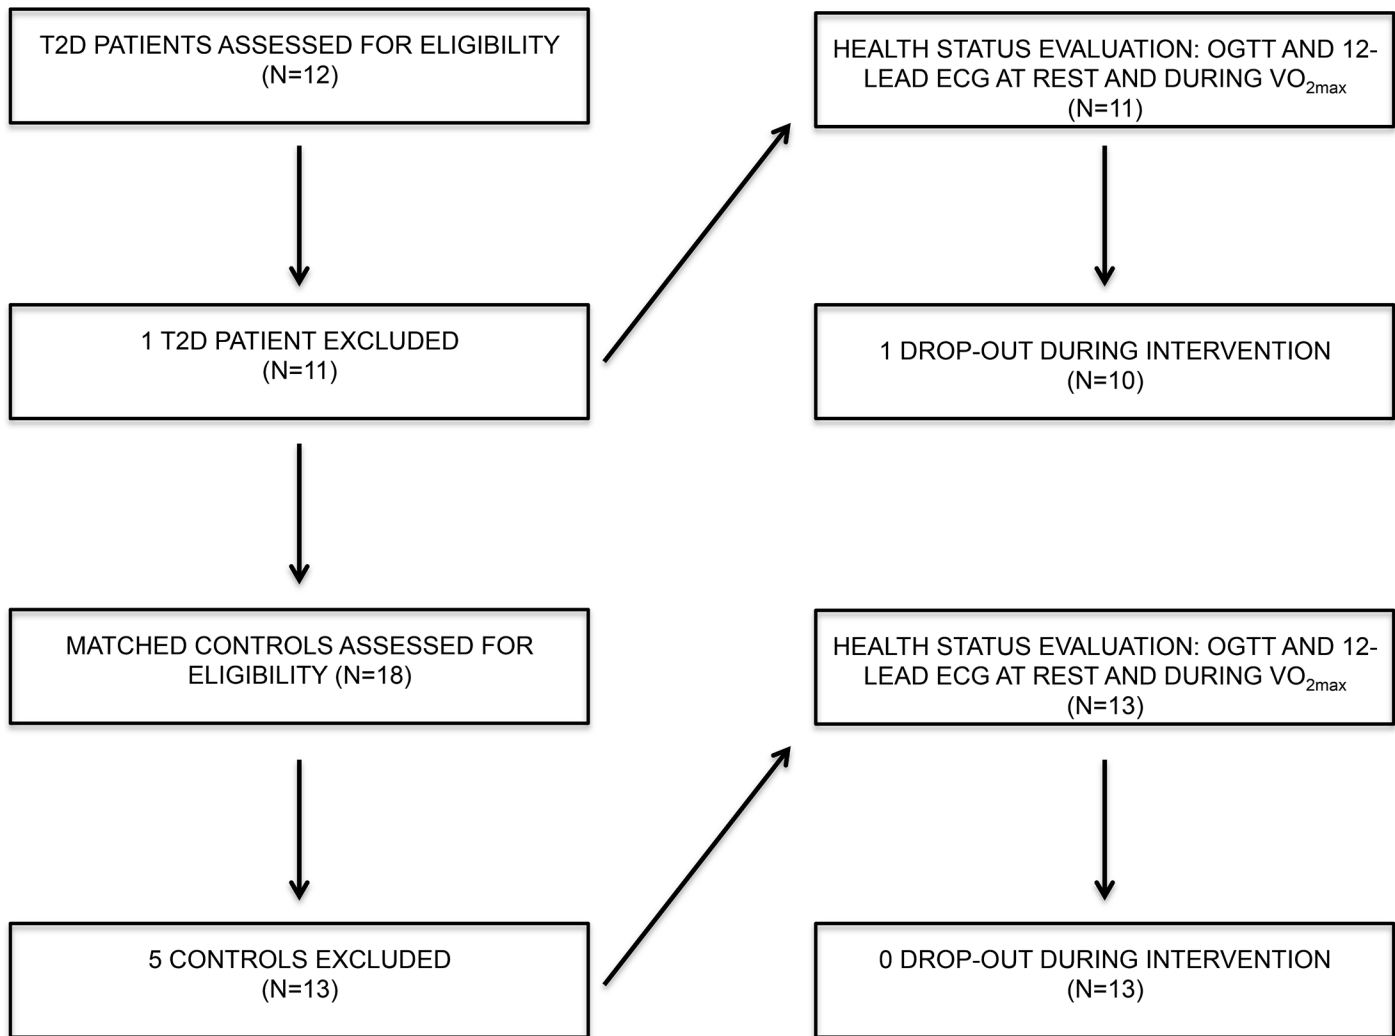 T2D PATIENTS ASSESSED FOR ELIGIBILITY
(N=12)
1 T2D PATIENT EXCLUDED
(N=11)
MATCHED CONTROLS ASSESSED FOR
ELIGIBILITY (N=18)
5 CONTROLS EXCLUDED
(N=13)
HEALTH STATUS EVALUATION: OGTT AND 12-
LEAD ECG AT REST AND DURING VO2max
(N=11)
1 DROP-OUT DURING INTERVENTION
(N=10)
HEALTH STATUS EVALUATION: OGTT AND 12-
LEAD ECG AT REST AND DURING VO2max
(N=13)
0 DROP-OUT DURING INTERVENTION
(N=13)